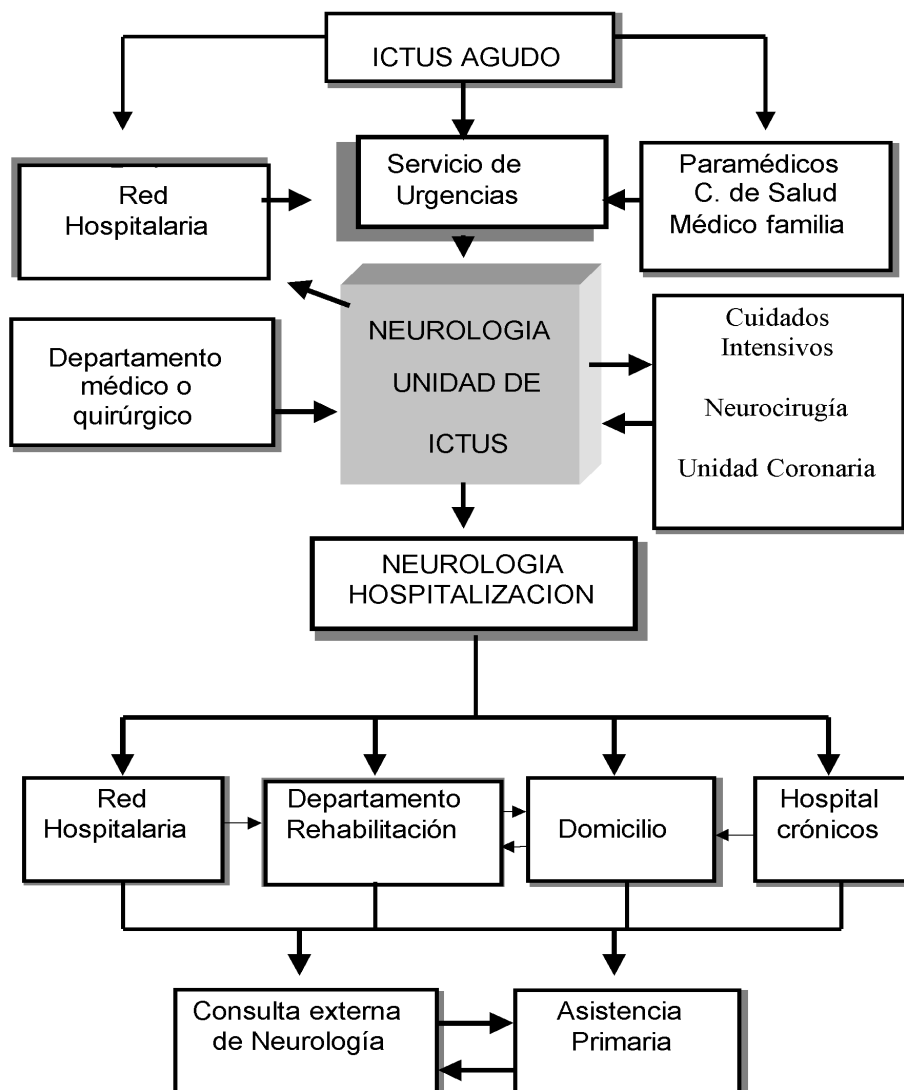 ICTUS AGUDO
Red
Hospitalaria
Servicio de
Urgencias
Paramédicos
C. de Salud
Médico familia
Departamento
médico o
quirúrgico
NEUROLOGIA
UNIDAD DE
ICTUS
Cuidados
Intensivos
Neurocirugía
Unidad Coronaria
NEUROLOGIA
HOSPITALIZACION
Red
Hospitalaria
Departamento
Rehabilitación
Domicilio
Hospital
crónicos
Consulta externa
de Neurología
Asistencia
Primaria